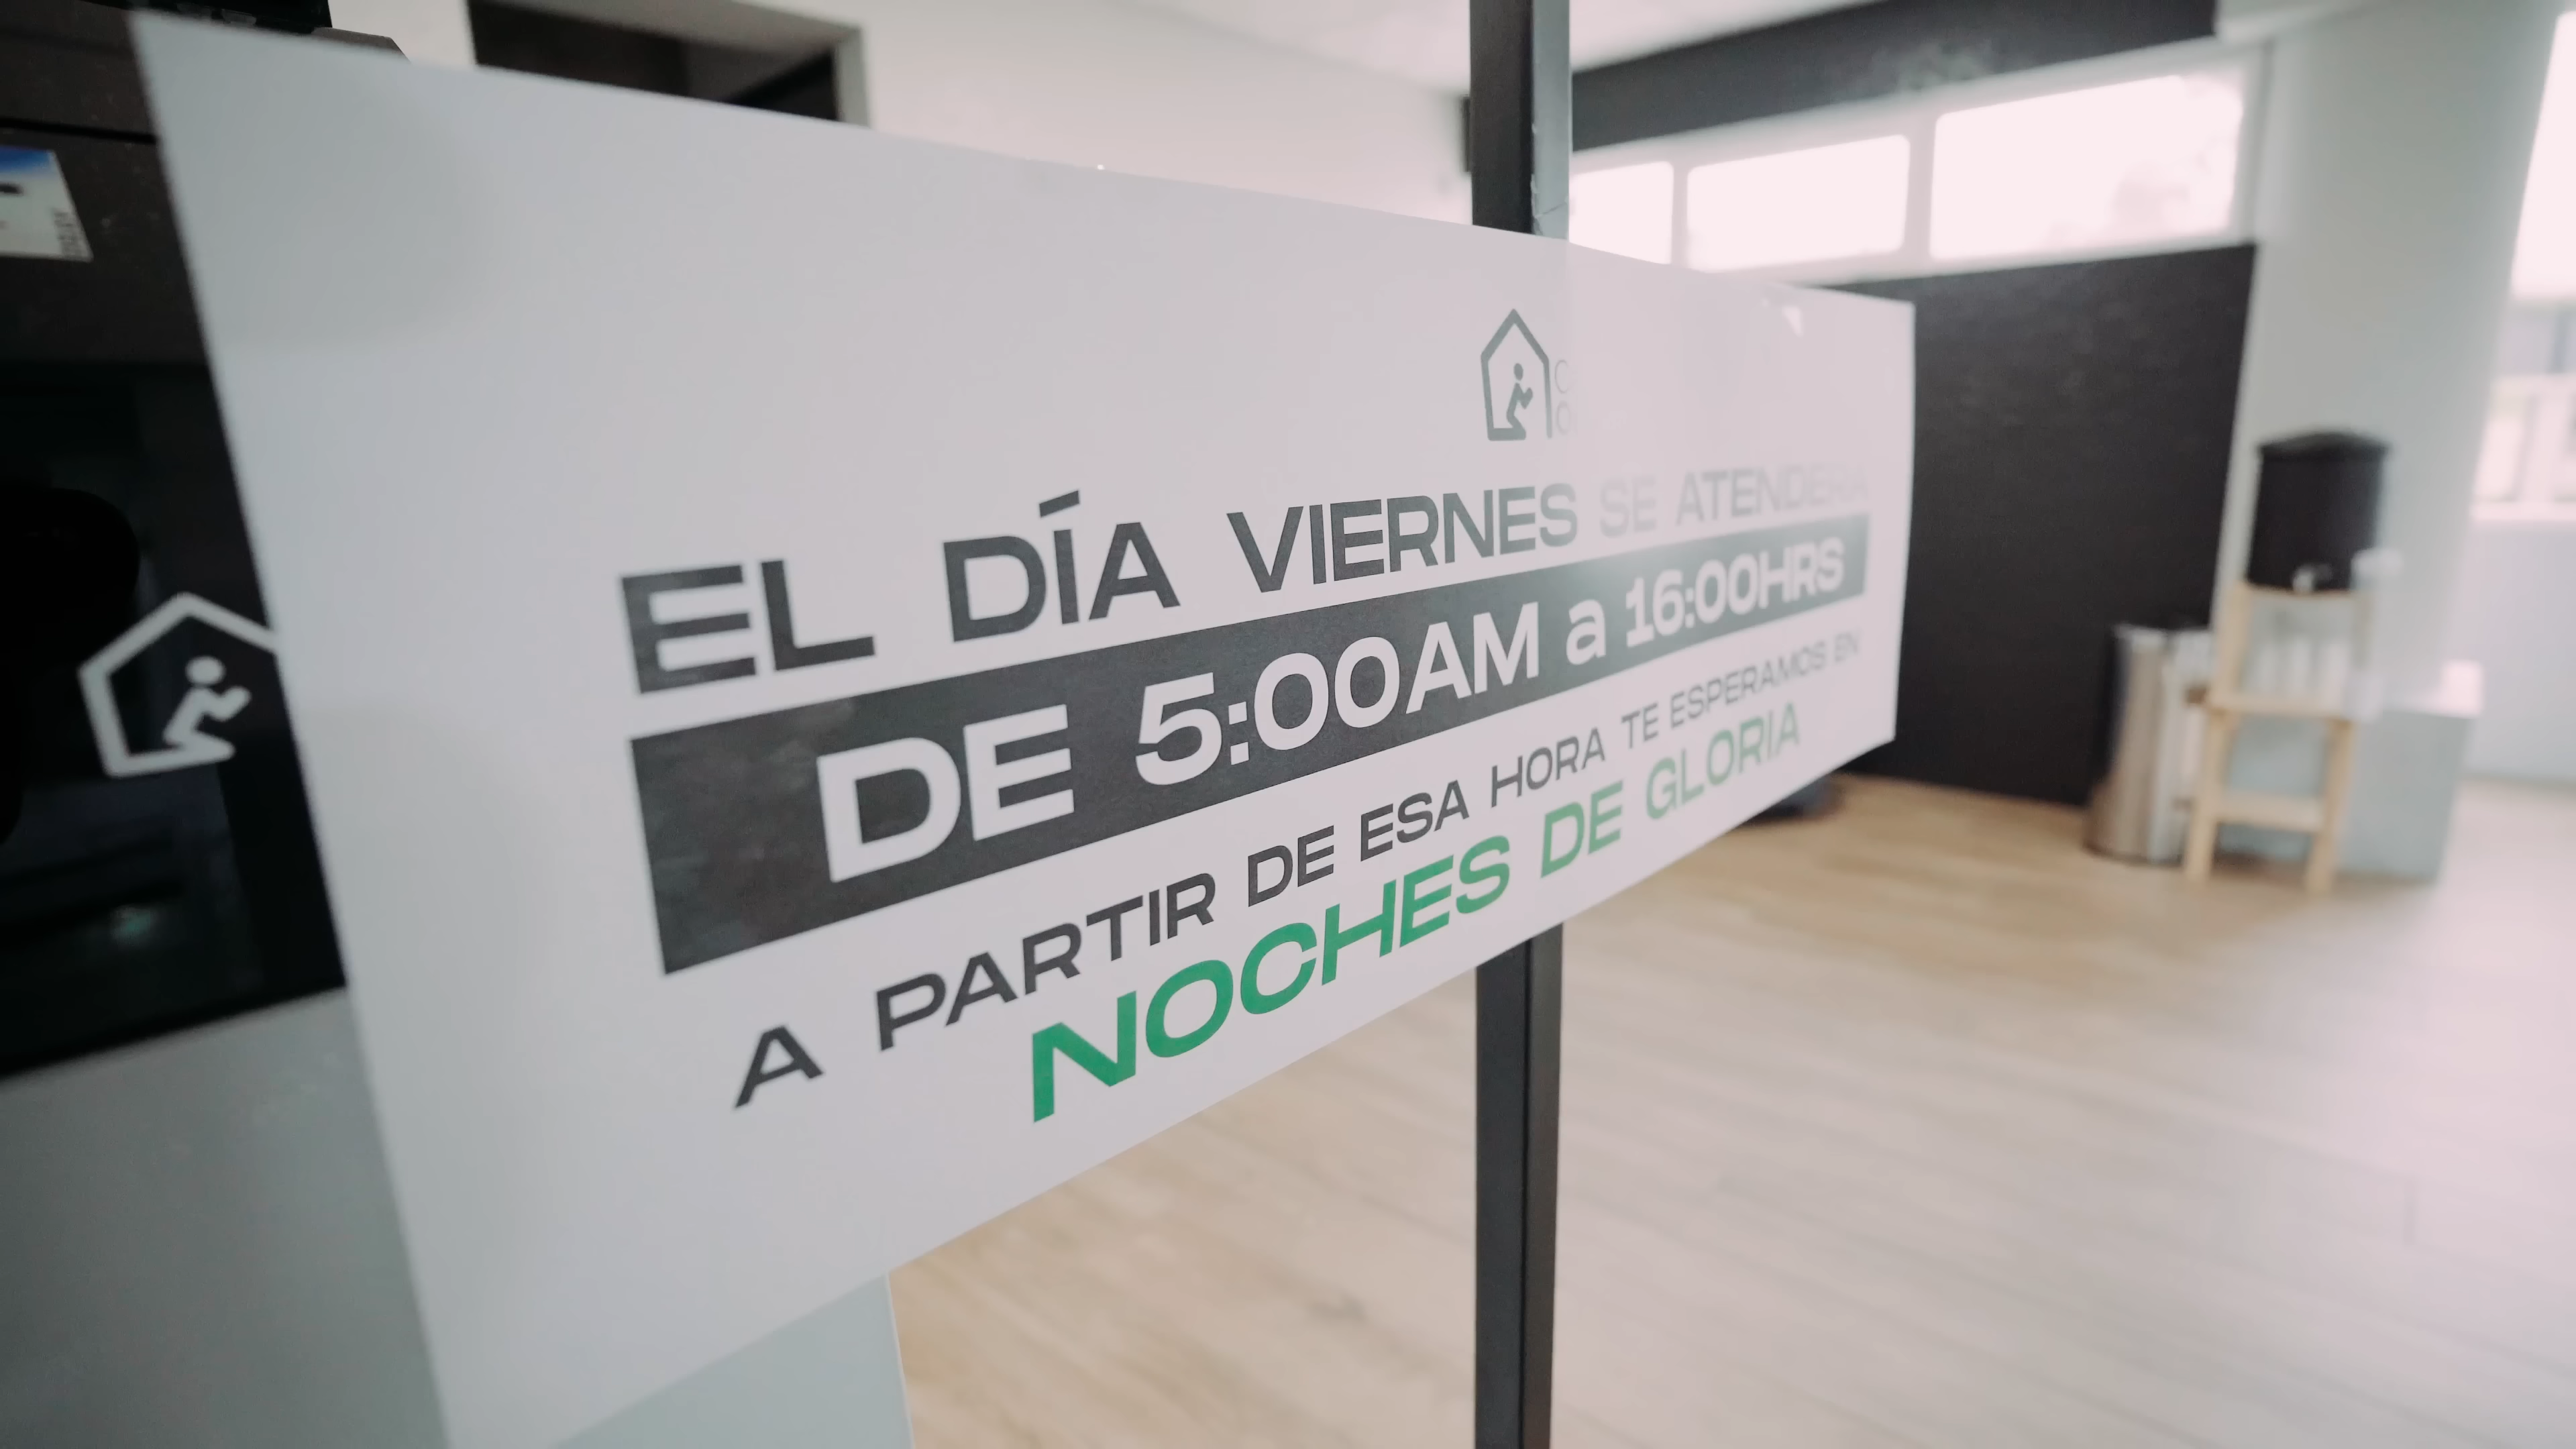 EL DÍA VIERNES SE ATENDERÁ
DE 5:00AM a 16:00HRS
A PARTIR DE ESA HORA TE ESPERAMOS EN
NOCHES DE GLORIA